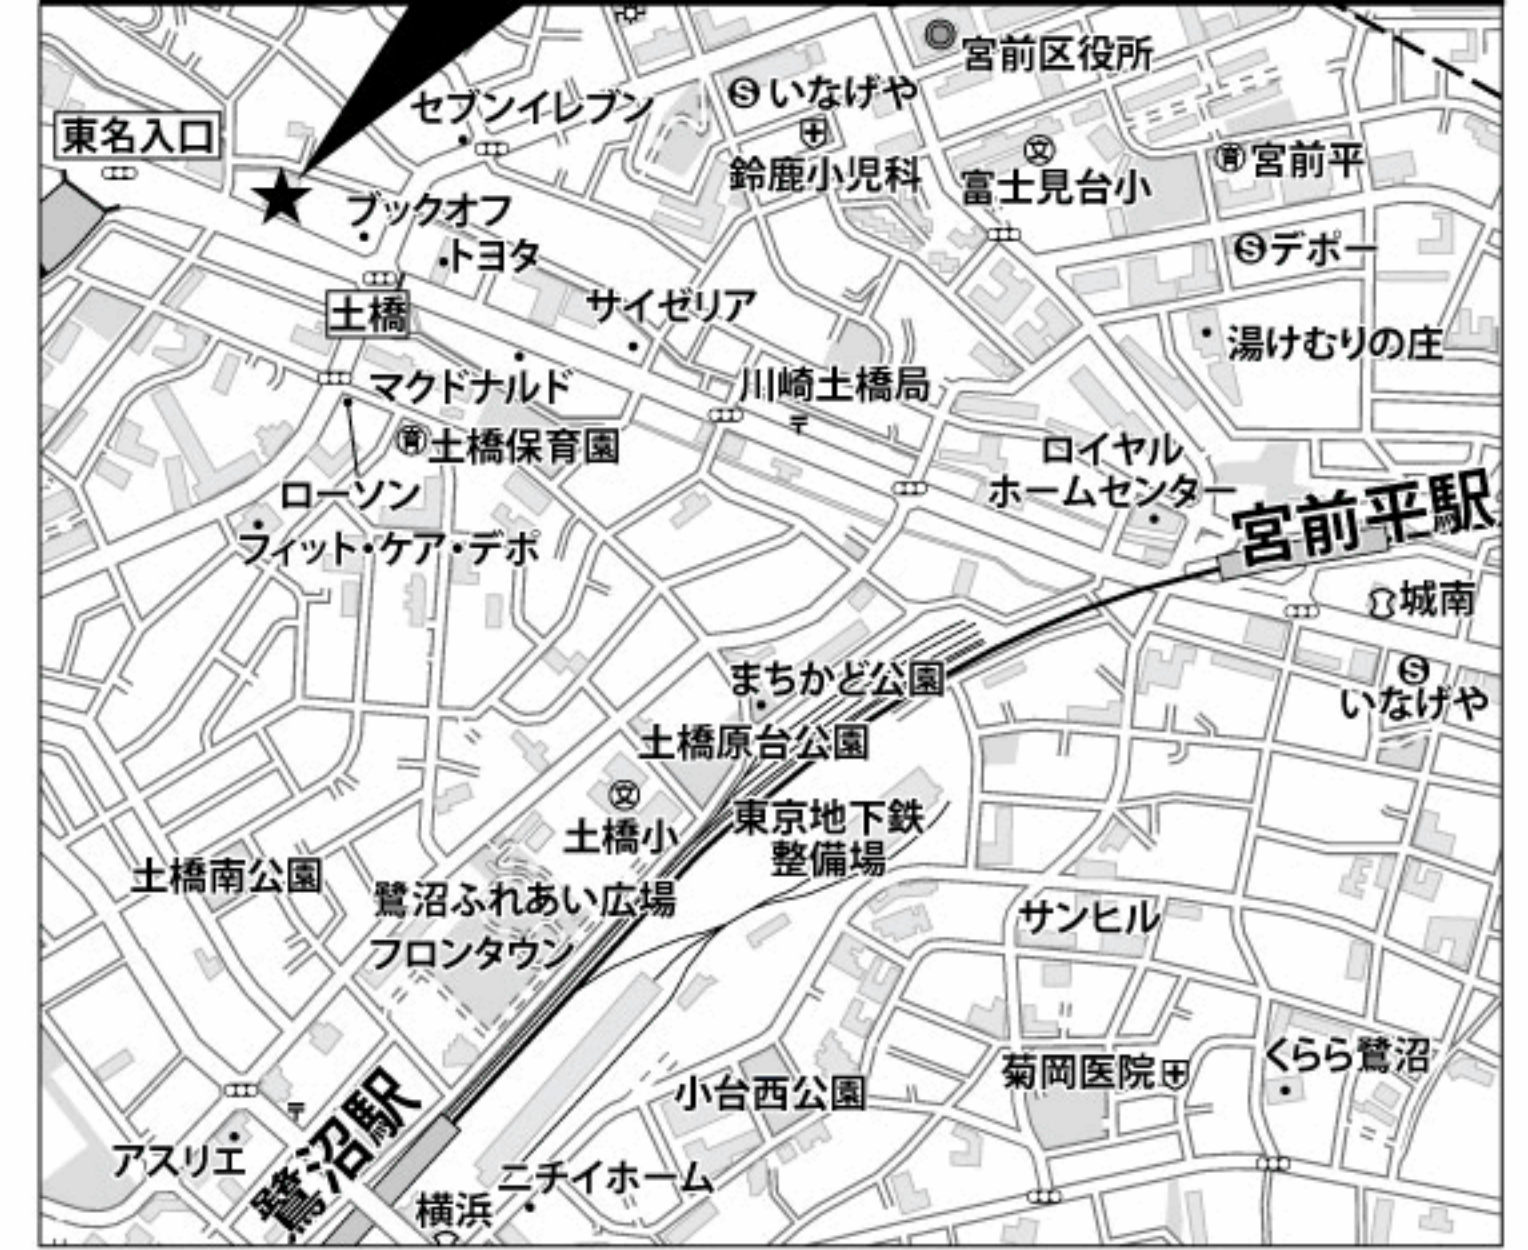 宮前区役所
Ⓢいなげや
セブンイレブン
東名入口
鈴鹿小児科
文
富士見台小
育宮前平
ブックオフ
トヨタ
Ⓢデポー
サイゼリア
土橋
湯けむりの庄
マクドナルド
川崎土橋局
〒
育土橋保育園
ロイヤル
ホームセンター
ローソン
宮前平駅
フィット・ケア・デポ
城南
まちかど公園
Ⓢ
いなげや
土橋原台公園
文
土橋小
東京地下鉄
整備場
土橋南公園
鷺沼ふれあい広場
サンヒル
フロンタウン
くらら鷺沼
菊岡医院
小台西公園
〒
鷺沼駅
アスリエ
ニチイホーム
横浜